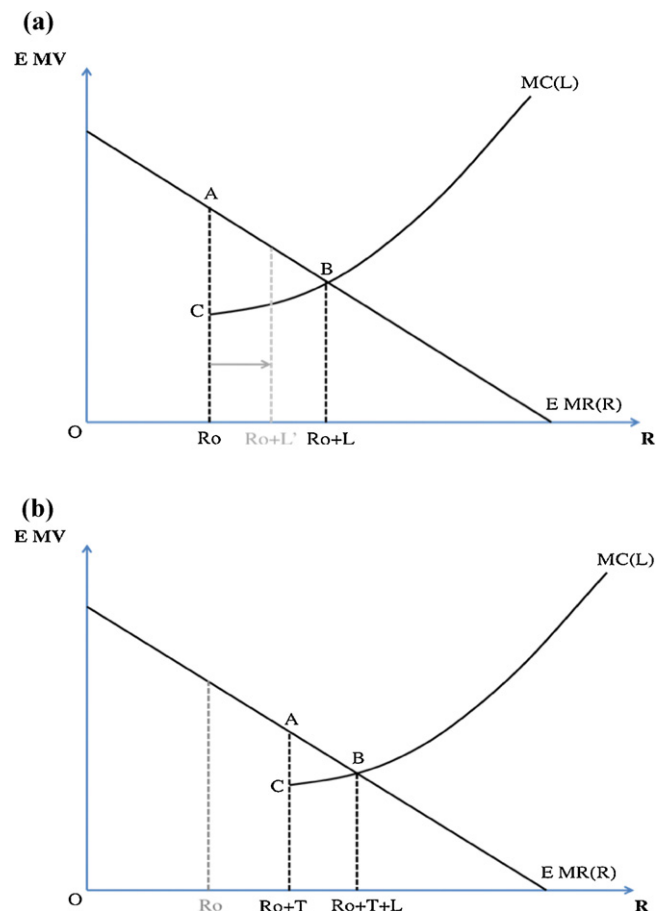 (a)
E MV
MC(L)
A
B
C
E MR(R)
O
Ro
Ro+L'
Ro+L
R
(b)
E MV
MC(L)
A
B
C
E MR(R)
O
Ro
Ro+T
Ro+T+L
R